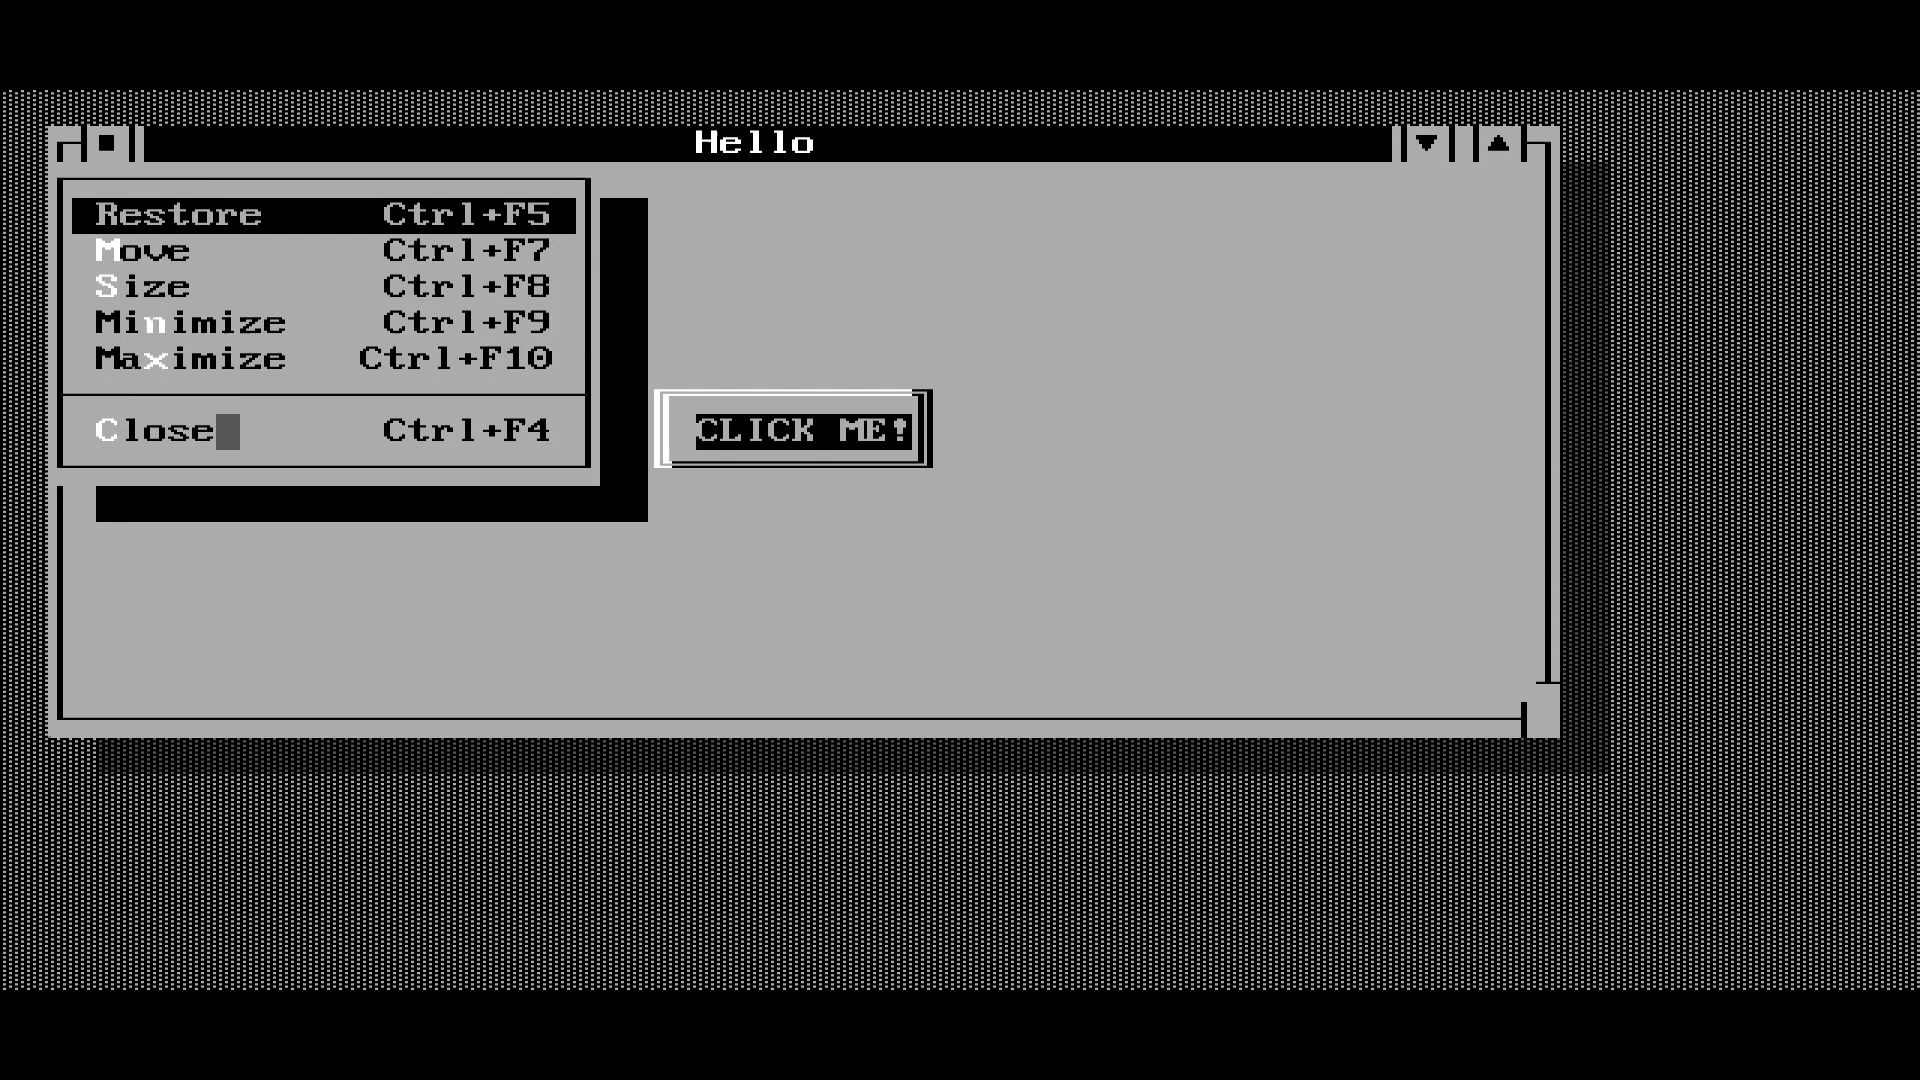 Hello
Restore Ctrl+F5
Move Ctrl+F7
Size Ctrl+F8
Minimize Ctrl+F9
Maximize Ctrl+F10
Close Ctrl+F4
CLICK ME!